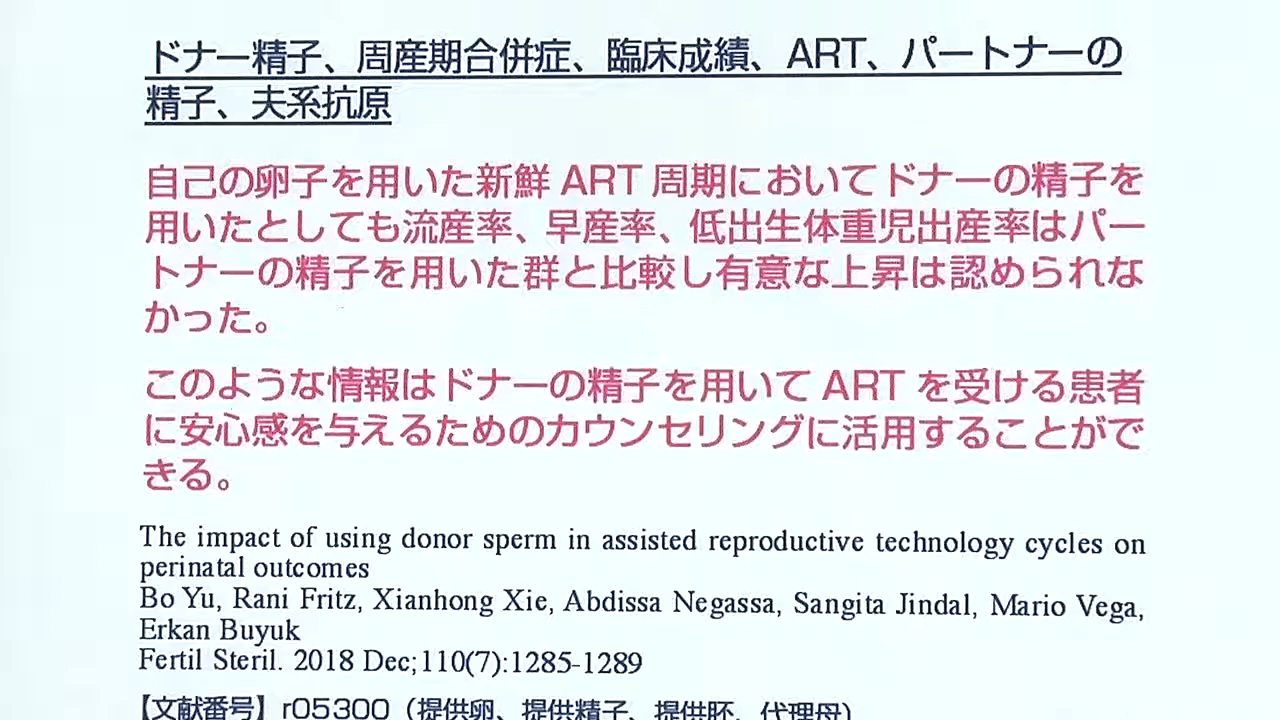 ドナー精子、周産期合併症、臨床成績、ART、パートナーの
精子、夫系抗原
自己の卵子を用いた新鮮 ART 周期においてドナーの精子を
用いたとしても流産率、早産率、低出生体重児出産率はパー
トナーの精子を用いた群と比較し有意な上昇は認められな
かった。
このような情報はドナーの精子を用いて ART を受ける患者
に安心感を与えるためのカウンセリングに活用することがで
きる。
The impact of using donor sperm in assisted reproductive technology cycles on
perinatal outcomes
Bo Yu, Rani Fritz, Xianhong Xie, Abdissa Negassa, Sangita Jindal, Mario Vega,
Erkan Buyuk
Fertil Steril. 2018 Dec;110(7):1285-1289
【文献番号】r05300（提供卵、提供精子、提供胚、代理母）